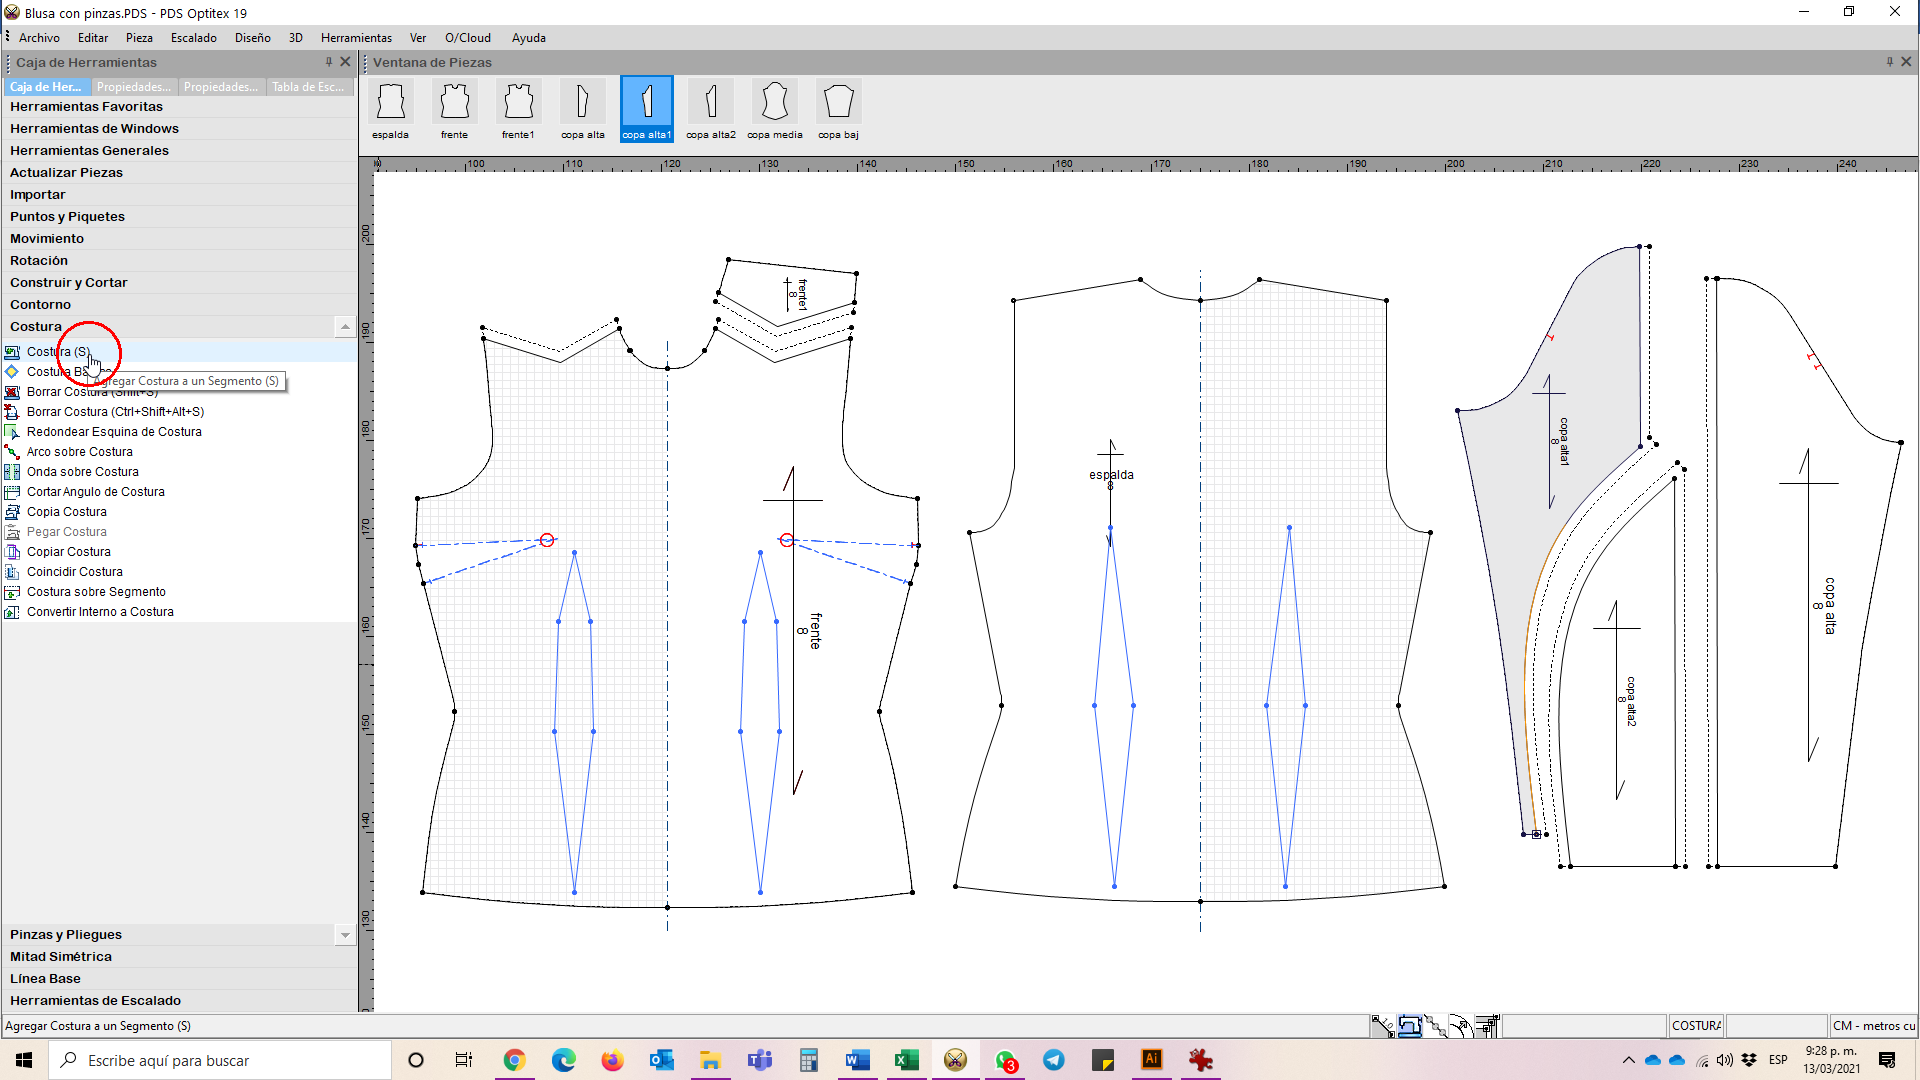 Blusa con pinzas.PDS - PDS Optitex 19
Archivo Editar Pieza Escalado Diseño 3D Herramientas Ver O/Cloud Ayuda
Caja de Herramientas
Ventana de Piezas
Caja de Her... Propiedades... Propiedades... Tabla de Esc...
Herramientas Favoritas
Herramientas de Windows
Herramientas Generales
Actualizar Piezas
Importar
Puntos y Piquetes
Movimiento
Rotación
Construir y Cortar
Contorno
Costura
Costura (S)
Costura
Agregar Costura a un Segmento (S)
Borrar Costura (Shift+S)
Borrar Costura (Ctrl+Shift+Alt+S)
Redondear Esquina de Costura
Arco sobre Costura
Onda sobre Costura
Cortar Angulo de Costura
Copia Costura
Pegar Costura
Copiar Costura
Coincidir Costura
Costura sobre Segmento
Convertir Interno a Costura
Pinzas y Pliegues
Mitad Simétrica
Línea Base
Herramientas de Escalado
espalda frente frente1 copa alta copa alta1 copa alta2 copa media copa baj
100 110 120 130 140 150 160 170 180 190 200 210 220 230 240
200
190
180
170
160
150
140
130
frente1
8
frente
8
espalda
8
copa alta1
8
copa alta2
8
copa alta
8
Agregar Costura a un Segmento (S)
COSTURA
CM - metros cu
Escribe aquí para buscar
3
Ai
ESP
9:28 p. m.
13/03/2021